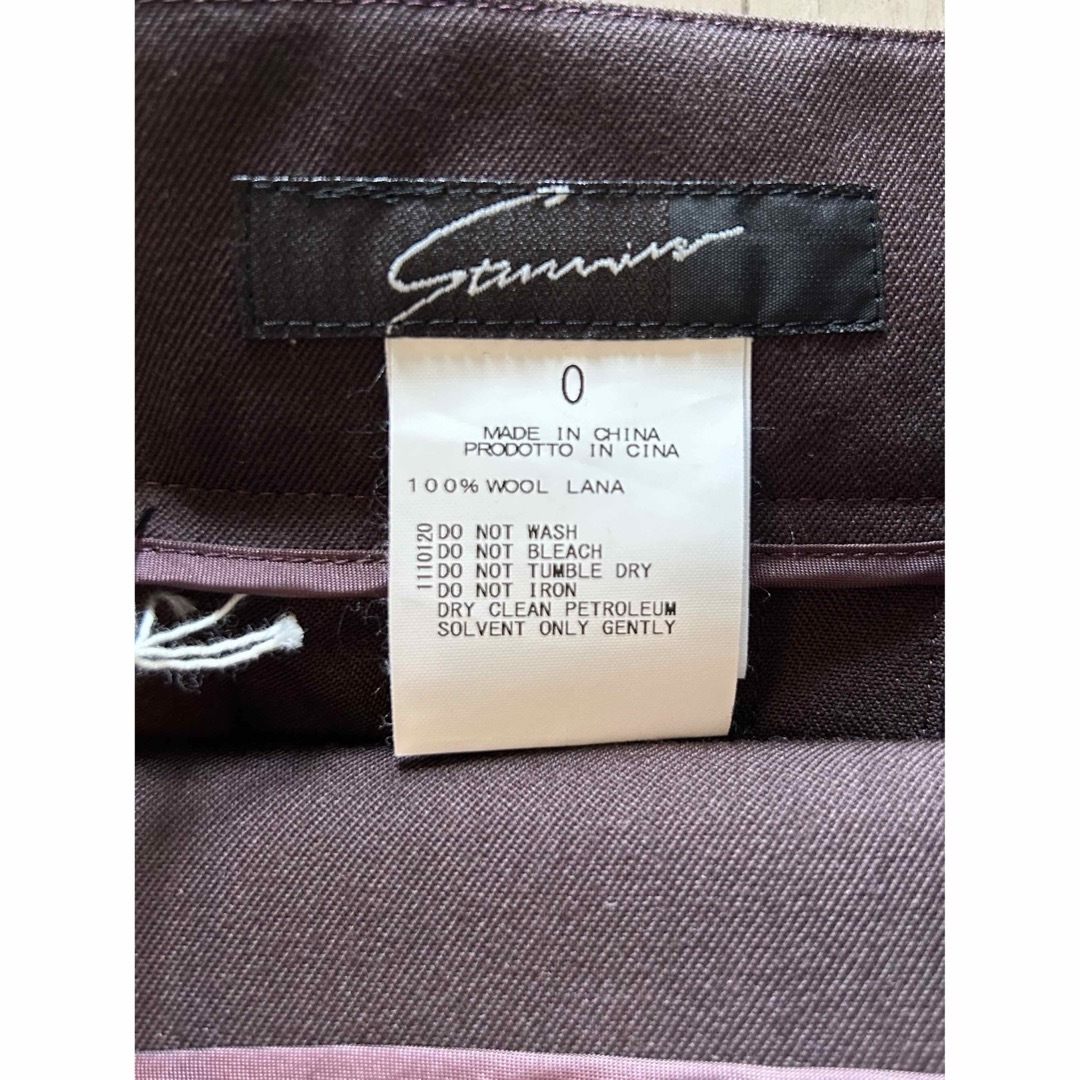 0
MADE IN CHINA
PRODOTTO IN CINA
100% WOOL LANA
1110120
DO NOT WASH
DO NOT BLEACH
DO NOT TUMBLE DRY
DO NOT IRON
DRY CLEAN PETROLEUM
SOLVENT ONLY GENTLY